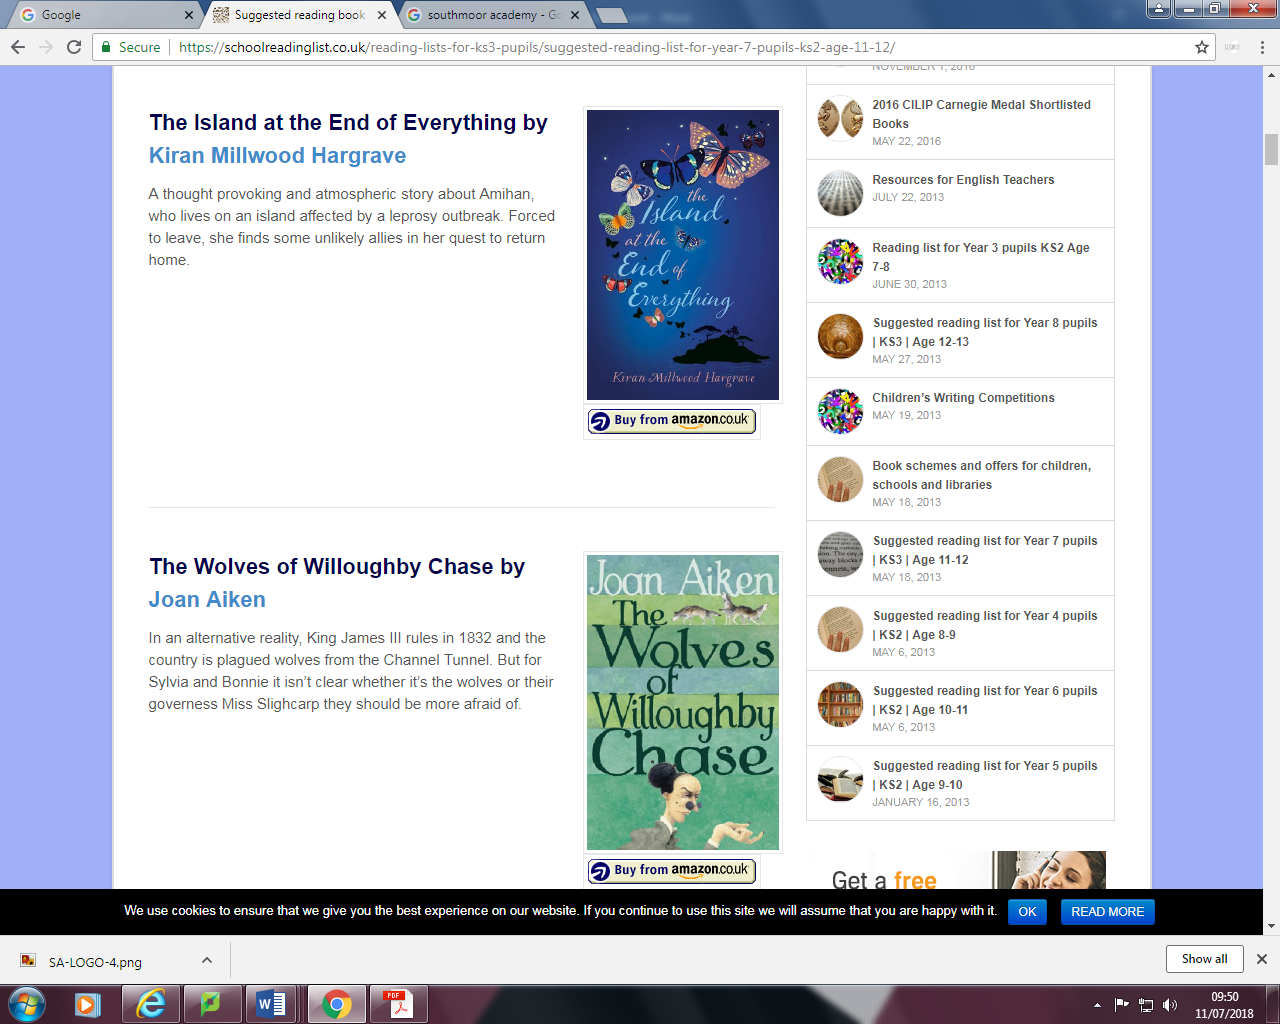 Google
Suggested reading book
southmoor academy - Go
Secure
https://schoolreadinglist.co.uk/reading-lists-for-ks3-pupils/suggested-reading-list-for-year-7-pupils-ks2-age-11-12/
The Island at the End of Everything by
Kiran Millwood Hargrave
A thought provoking and atmospheric story about Amihan,
who lives on an island affected by a leprosy outbreak. Forced
to leave, she finds some unlikely allies in her quest to return
home.
the
Island
at the
End of
Everything
Kiran Millwood Hargrave
Buy from amazon.co.uk
The Wolves of Willoughby Chase by
Joan Aiken
In an alternative reality, King James III rules in 1832 and the
country is plagued wolves from the Channel Tunnel. But for
Sylvia and Bonnie it isn't clear whether it's the wolves or their
governess Miss Slighcarp they should be more afraid of.
Joan Aiken
The
Wolves
of
Willoughby
Chase
Buy from amazon.co.uk
NOVEMBER 1, 2016
2016 CILIP Carnegie Medal Shortlisted
Books
MAY 22, 2016
Resources for English Teachers
JULY 22, 2013
Reading list for Year 3 pupils KS2 Age
7-8
JUNE 30, 2013
Suggested reading list for Year 8 pupils
| KS3 | Age 12-13
MAY 27, 2013
Children's Writing Competitions
MAY 19, 2013
Book schemes and offers for children,
schools and libraries
MAY 18, 2013
Suggested reading list for Year 7 pupils
| KS3 | Age 11-12
MAY 18, 2013
Suggested reading list for Year 4 pupils
| KS2 | Age 8-9
MAY 6, 2013
Suggested reading list for Year 6 pupils
| KS2 | Age 10-11
MAY 6, 2013
Suggested reading list for Year 5 pupils
| KS2 | Age 9-10
JANUARY 16, 2013
Get a free
We use cookies to ensure that we give you the best experience on our website. If you continue to use this site we will assume that you are happy with it.
OK
READ MORE
SA-LOGO-4.png
Show all
PDF
09:50
11/07/2018